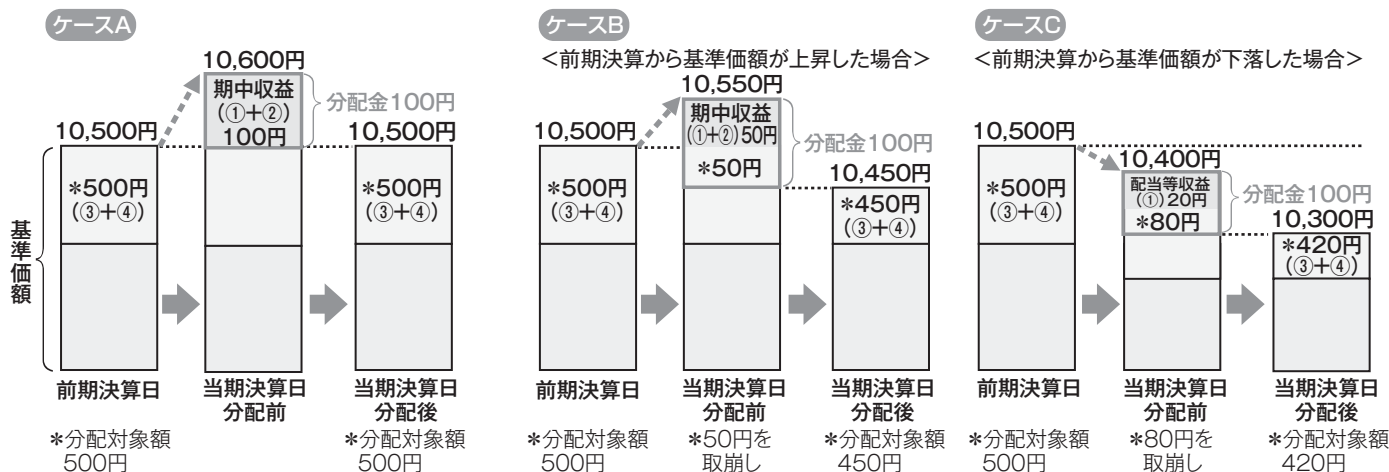 ケースA
10,600円
期中収益
(①+②)
100円
分配金100円
10,500円
10,500円
*500円
(③+④)
*500円
(③+④)
基準価額
前期決算日
当期決算日
分配前
当期決算日
分配後
*分配対象額
500円
*分配対象額
500円
ケースB
<前期決算から基準価額が上昇した場合>
10,550円
期中収益
(①+②)50円
*50円
分配金100円
10,500円
10,450円
*500円
(③+④)
*450円
(③+④)
前期決算日
当期決算日
分配前
当期決算日
分配後
*分配対象額
500円
*50円を
取崩し
*分配対象額
450円
ケースC
<前期決算から基準価額が下落した場合>
10,500円
10,400円
配当等収益
(①)20円
*80円
分配金100円
10,300円
*500円
(③+④)
*420円
(③+④)
前期決算日
当期決算日
分配前
当期決算日
分配後
*分配対象額
500円
*80円を
取崩し
*分配対象額
420円